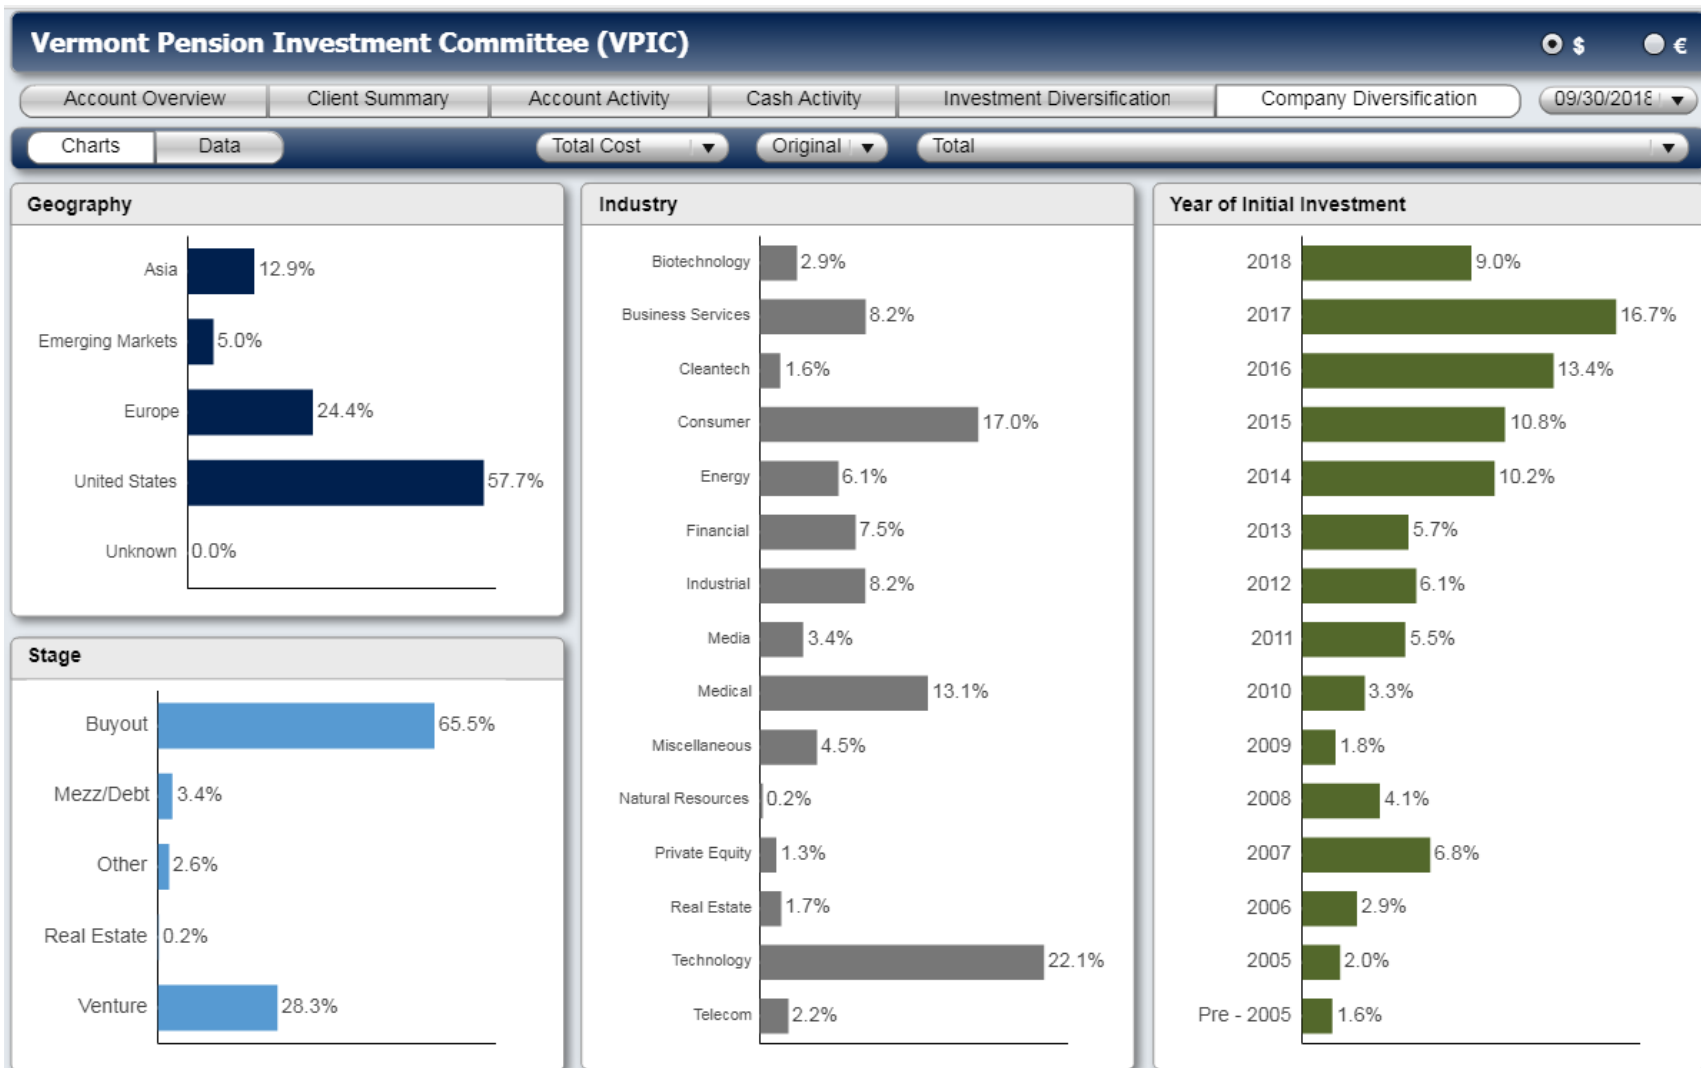 Vermont Pension Investment Committee (VPIC)
$ €
Account Overview Client Summary Account Activity Cash Activity Investment Diversification Company Diversification 09/30/2018
Charts Data Total Cost Original Total
Geography
Asia 12.9%
Emerging Markets 5.0%
Europe 24.4%
United States 57.7%
Unknown 0.0%
Stage
Buyout 65.5%
Mezz/Debt 3.4%
Other 2.6%
Real Estate 0.2%
Venture 28.3%
Industry
Biotechnology 2.9%
Business Services 8.2%
Cleantech 1.6%
Consumer 17.0%
Energy 6.1%
Financial 7.5%
Industrial 8.2%
Media 3.4%
Medical 13.1%
Miscellaneous 4.5%
Natural Resources 0.2%
Private Equity 1.3%
Real Estate 1.7%
Technology 22.1%
Telecom 2.2%
Year of Initial Investment
2018 9.0%
2017 16.7%
2016 13.4%
2015 10.8%
2014 10.2%
2013 5.7%
2012 6.1%
2011 5.5%
2010 3.3%
2009 1.8%
2008 4.1%
2007 6.8%
2006 2.9%
2005 2.0%
Pre - 2005 1.6%